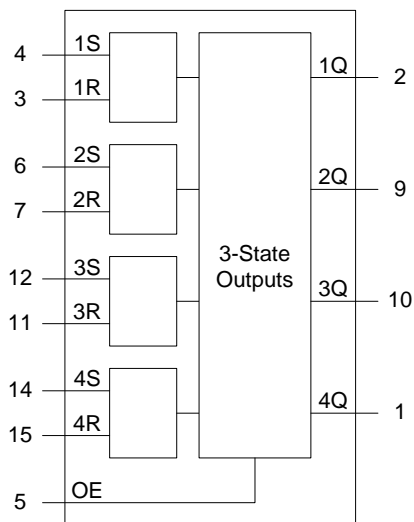 4 1S 1Q 2
3 1R
6 2S 2Q 9
7 2R
3-State
Outputs
12 3S 3Q 10
11 3R
14 4S 4Q 1
15 4R
5 OE